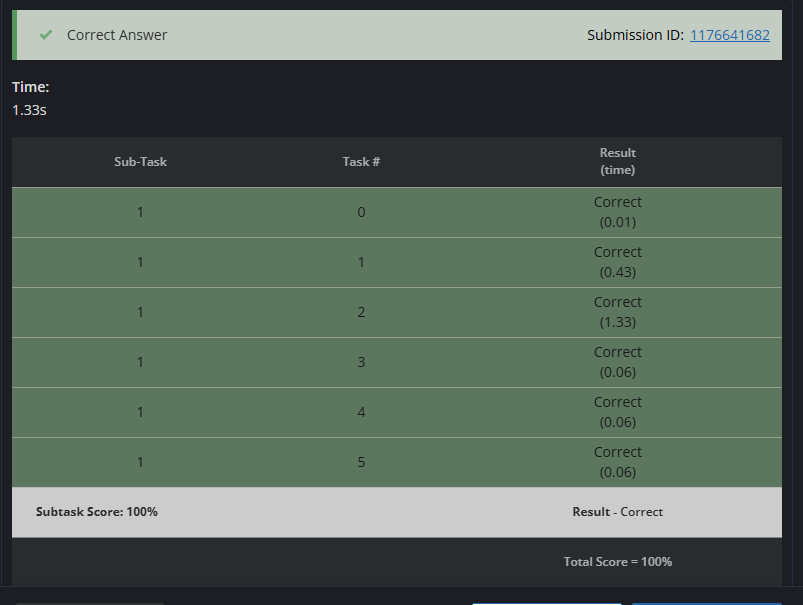 ✓ Correct Answer Submission ID: 1176641682
Time:
1.33s
Sub-Task Task # Result
(time)
1 0 Correct
(0.01)
1 1 Correct
(0.43)
1 2 Correct
(1.33)
1 3 Correct
(0.06)
1 4 Correct
(0.06)
1 5 Correct
(0.06)
Subtask Score: 100% Result - Correct
Total Score = 100%